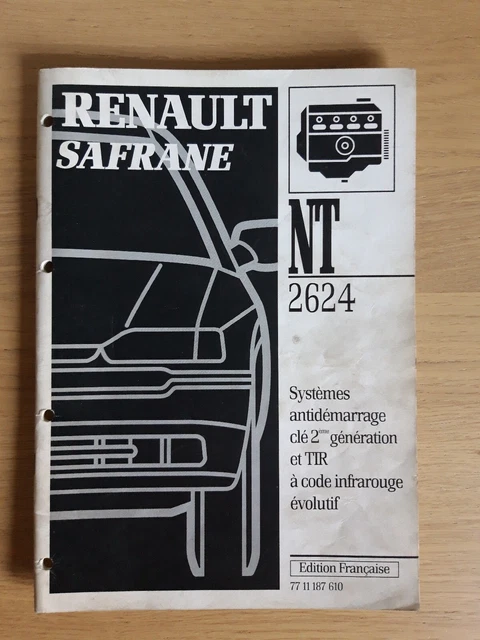 RENAULT
SAFRANE
NT
2624
Systèmes
antidémarrage
clé 2ème génération
et TIR
à code infrarouge
évolutif
Edition Française
77 11 187 610